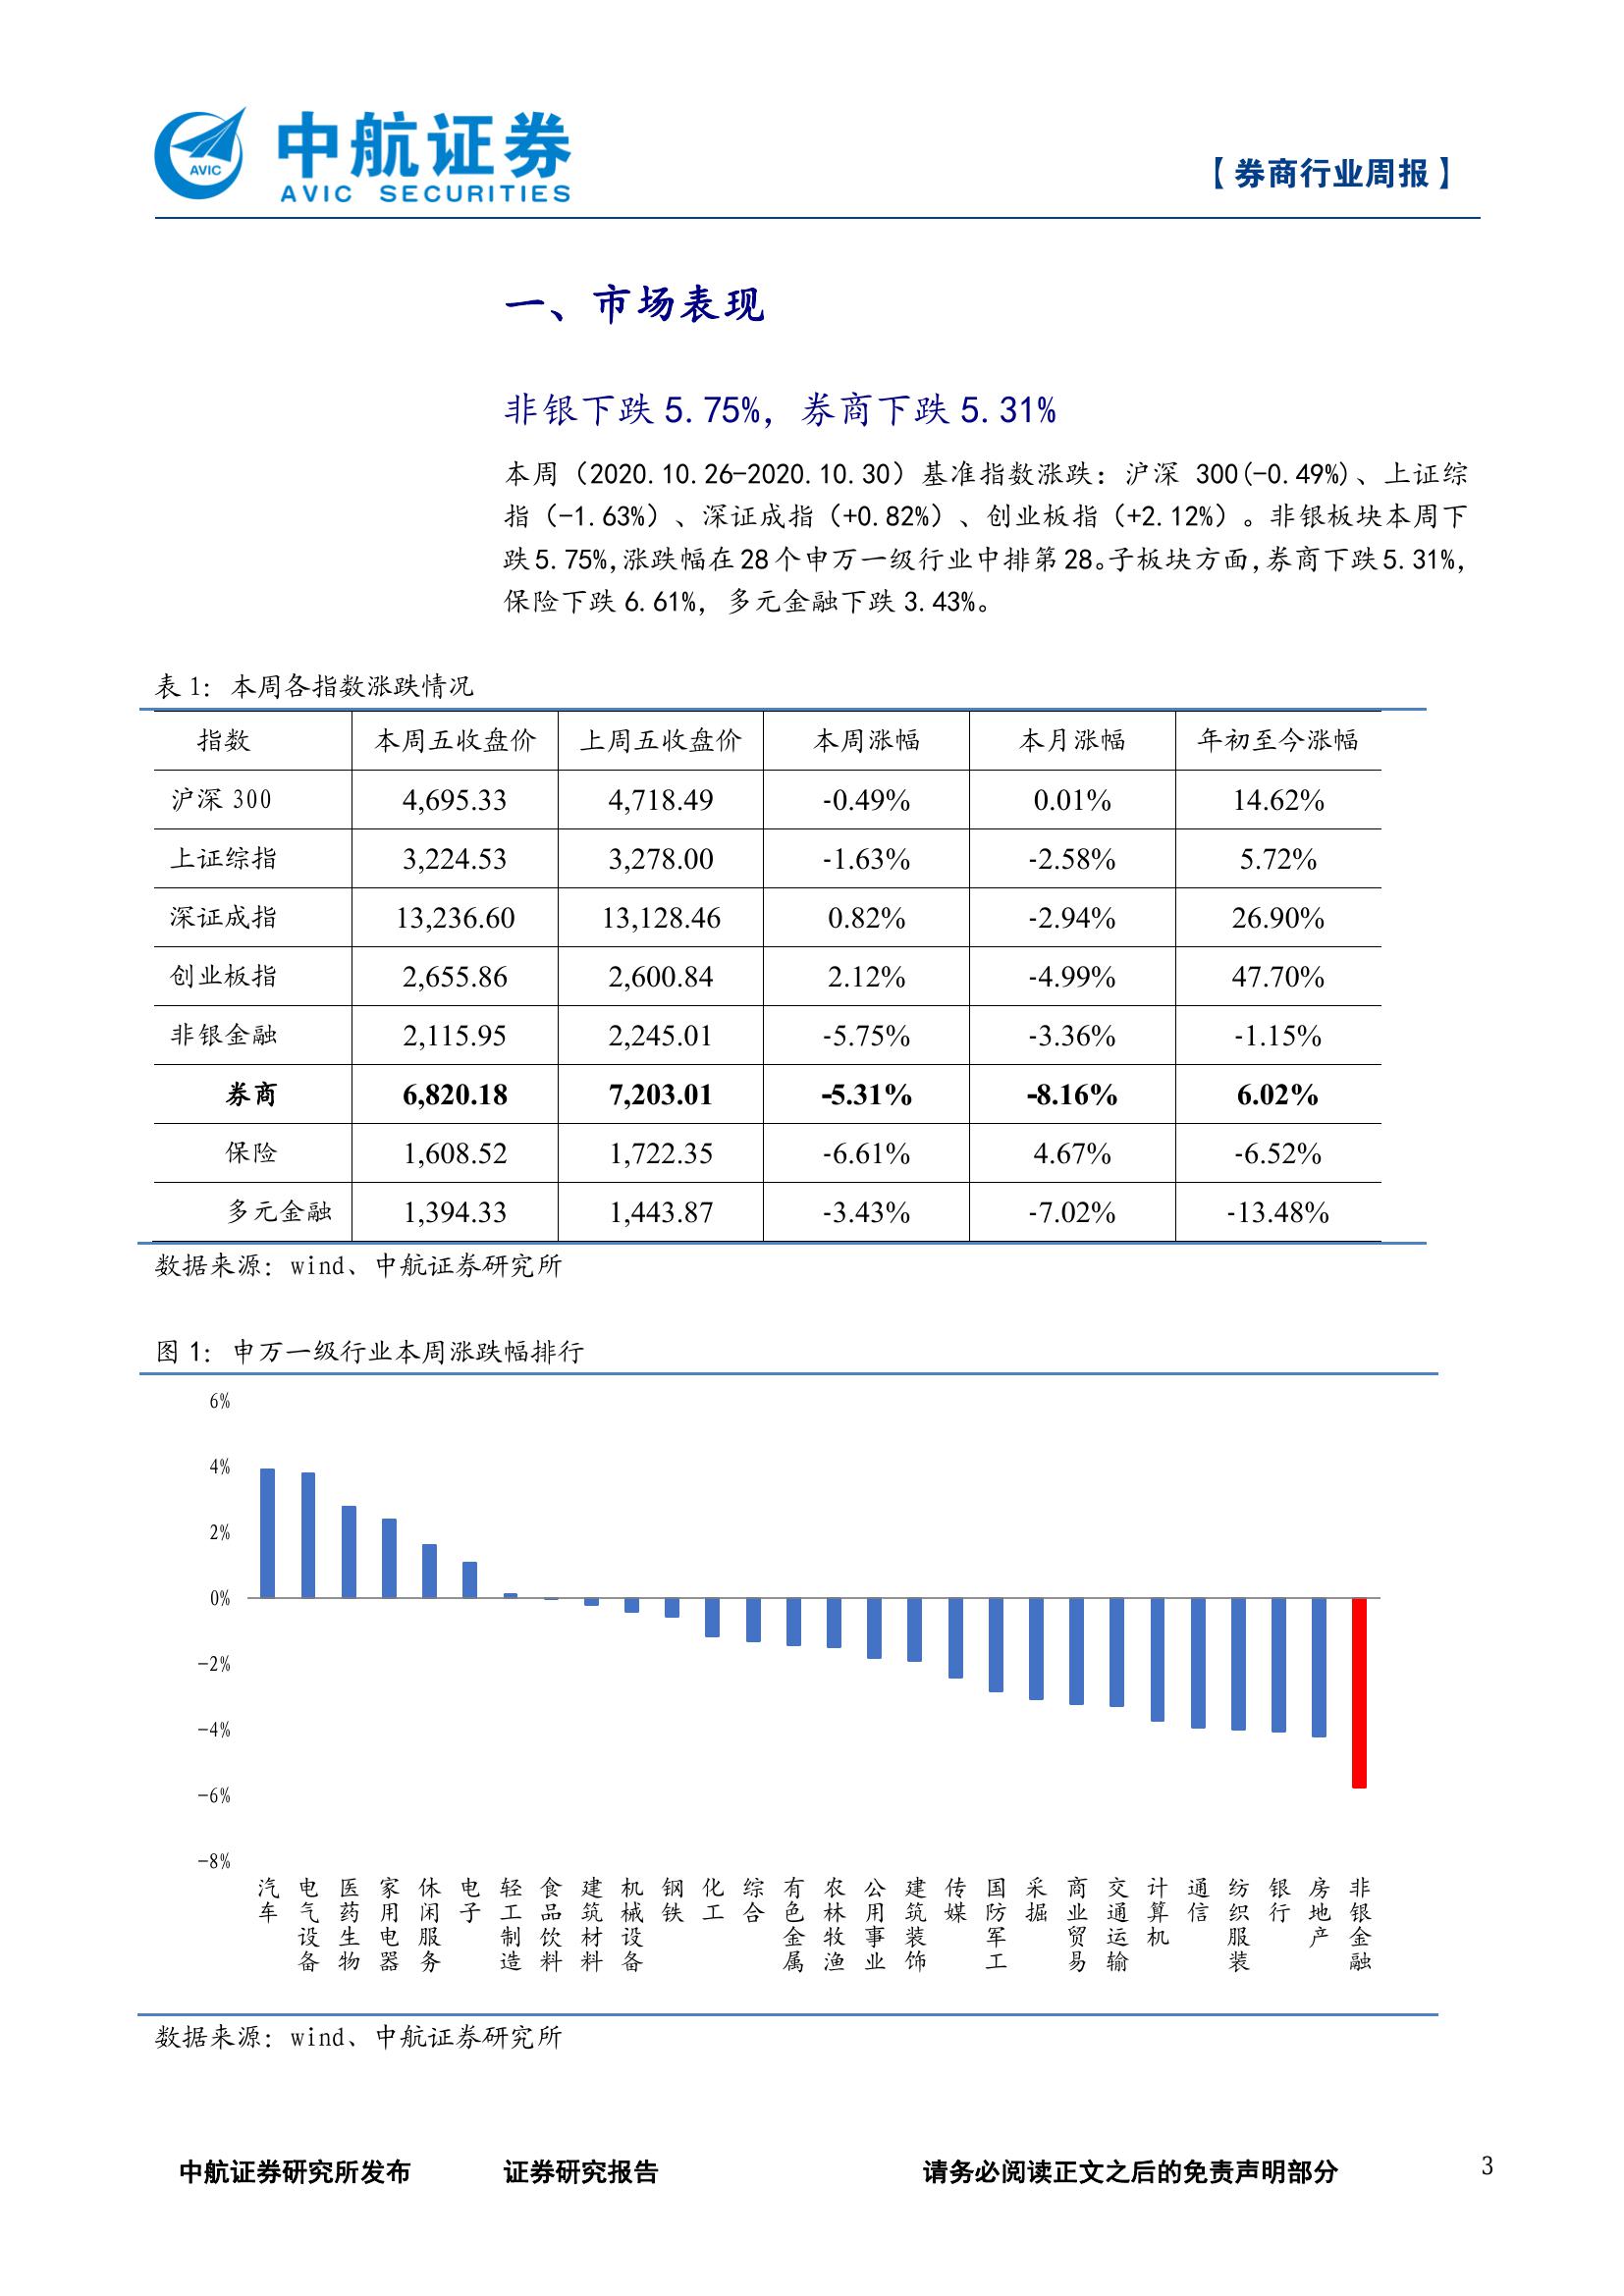 中航证券
AVIC SECURITIES
AVIC
【券商行业周报】
一、市场表现
非银下跌 5.75%，券商下跌 5.31%
本周（2020.10.26-2020.10.30）基准指数涨跌：沪深 300(-0.49%)、上证综
指（-1.63%）、深证成指（+0.82%）、创业板指（+2.12%）。非银板块本周下
跌 5.75%,涨跌幅在 28 个申万一级行业中排第 28。子板块方面,券商下跌 5.31%,
保险下跌 6.61%，多元金融下跌 3.43%。
表 1：本周各指数涨跌情况
指数 本周五收盘价 上周五收盘价 本周涨幅 本月涨幅 年初至今涨幅
沪深 300 4,695.33 4,718.49 -0.49% 0.01% 14.62%
上证综指 3,224.53 3,278.00 -1.63% -2.58% 5.72%
深证成指 13,236.60 13,128.46 0.82% -2.94% 26.90%
创业板指 2,655.86 2,600.84 2.12% -4.99% 47.70%
非银金融 2,115.95 2,245.01 -5.75% -3.36% -1.15%
券商 6,820.18 7,203.01 -5.31% -8.16% 6.02%
保险 1,608.52 1,722.35 -6.61% 4.67% -6.52%
多元金融 1,394.33 1,443.87 -3.43% -7.02% -13.48%
数据来源：wind、中航证券研究所
图 1：申万一级行业本周涨跌幅排行
6%
4%
2%
0%
-2%
-4%
-6%
-8%
汽车 电气设备 医药生物 家用电器 休闲服务 电子 轻工制造 食品饮料 建筑材料 机械设备 钢铁 化工 综合 有色金属 农林牧渔 公用事业 建筑装饰 传媒 国防军工 采掘 商业贸易 交通运输 计算机 通信 纺织服装 银行 房地产 非银金融
数据来源：wind、中航证券研究所
中航证券研究所发布 证券研究报告 请务必阅读正文之后的免责声明部分 3